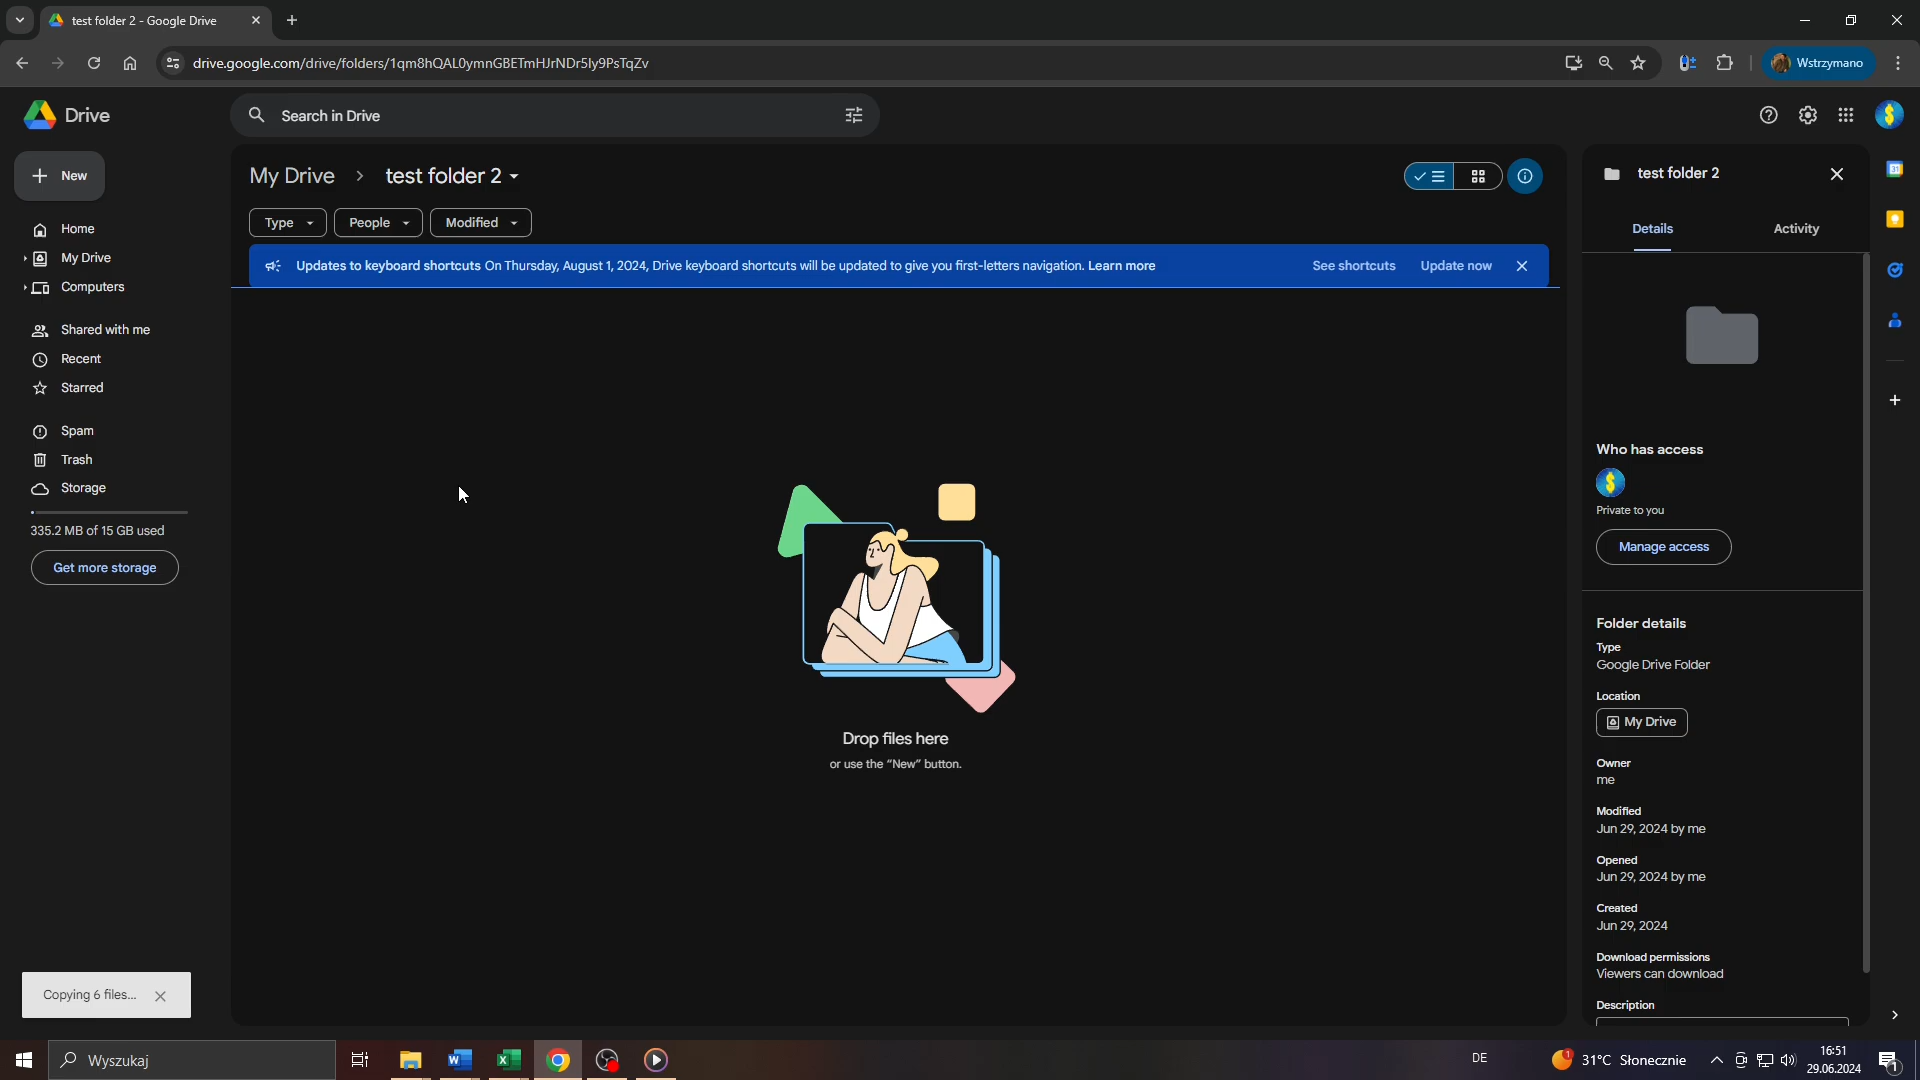 test folder 2 - Google Drive
drive.google.com/drive/folders/1qm8hQAL0ymnGBETmHJrNDr5Iy9PsTqZv
Wstrzymano
Drive
Search in Drive
New
Home
My Drive
Computers
Shared with me
Recent
Starred
Spam
Trash
Storage
335.2 MB of 15 GB used
Get more storage
My Drive > test folder 2
Type
People
Modified
Updates to keyboard shortcuts On Thursday, August 1, 2024, Drive keyboard shortcuts will be updated to give you first-letters navigation. Learn more
See shortcuts
Update now
Drop files here
or use the “New” button.
test folder 2
Details
Activity
Who has access
Private to you
Manage access
Folder details
Type
Google Drive Folder
Location
My Drive
Owner
me
Modified
Jun 29, 2024 by me
Opened
Jun 29, 2024 by me
Created
Jun 29, 2024
Download permissions
Viewers can download
Description
31
Copying 6 files...
Wyszukaj
DE
1
31°C Słonecznie
16:51
29.06.2024
1